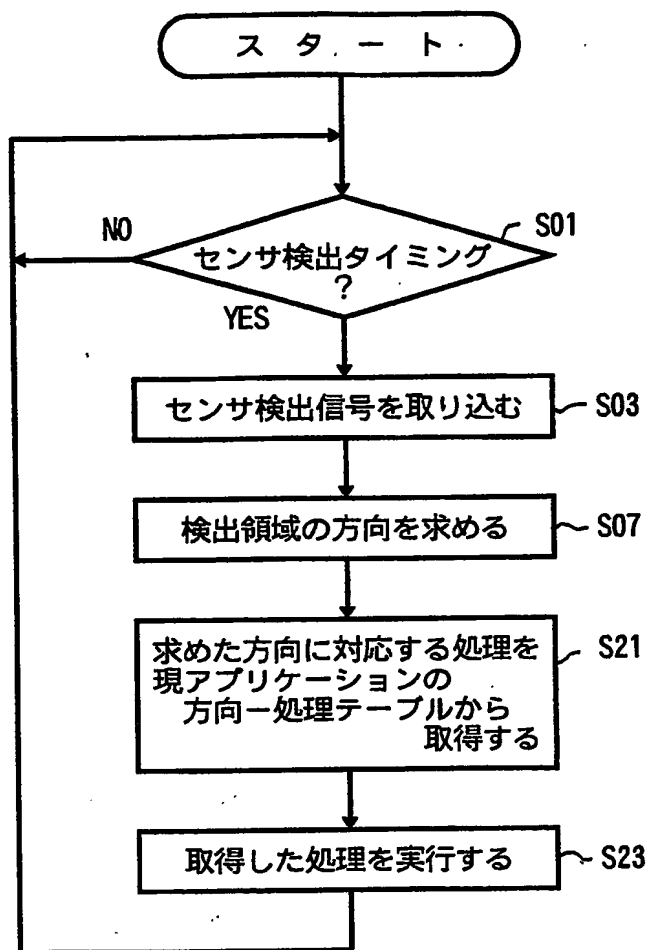 スタート
NO
S01
センサ検出タイミング
?
YES
センサ検出信号を取り込む
S03
検出領域の方向を求める
S07
求めた方向に対応する処理を
S21
現アプリケーションの
方向ー処理テーブルから
取得する
取得した処理を実行する
S23